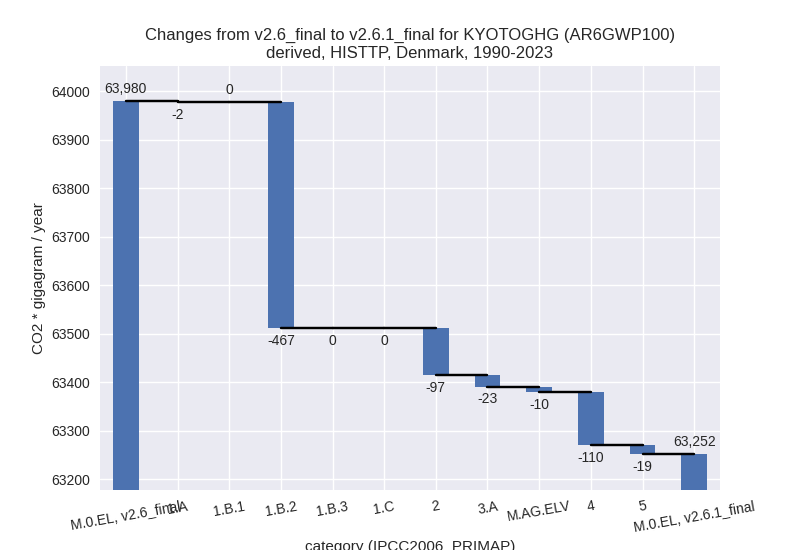 Changes from v2.6_final to v2.6.1_final for KYOTOGHG (AR6GWP100)
derived, HISTTP, Denmark, 1990-2023
CO2 * gigagram / year
64000
63900
63800
63700
63600
63500
63400
63300
63200
63,980
-2
0
-467
0
0
-97
-23
-10
-110
-19
63,252
M.0.EL, v2.6_final
1.A
1.B.1
1.B.2
1.B.3
1.C
2
3.A
M.AG.ELV
4
5
M.0.EL, v2.6.1_final
category (IPCC2006_PRIMAP)